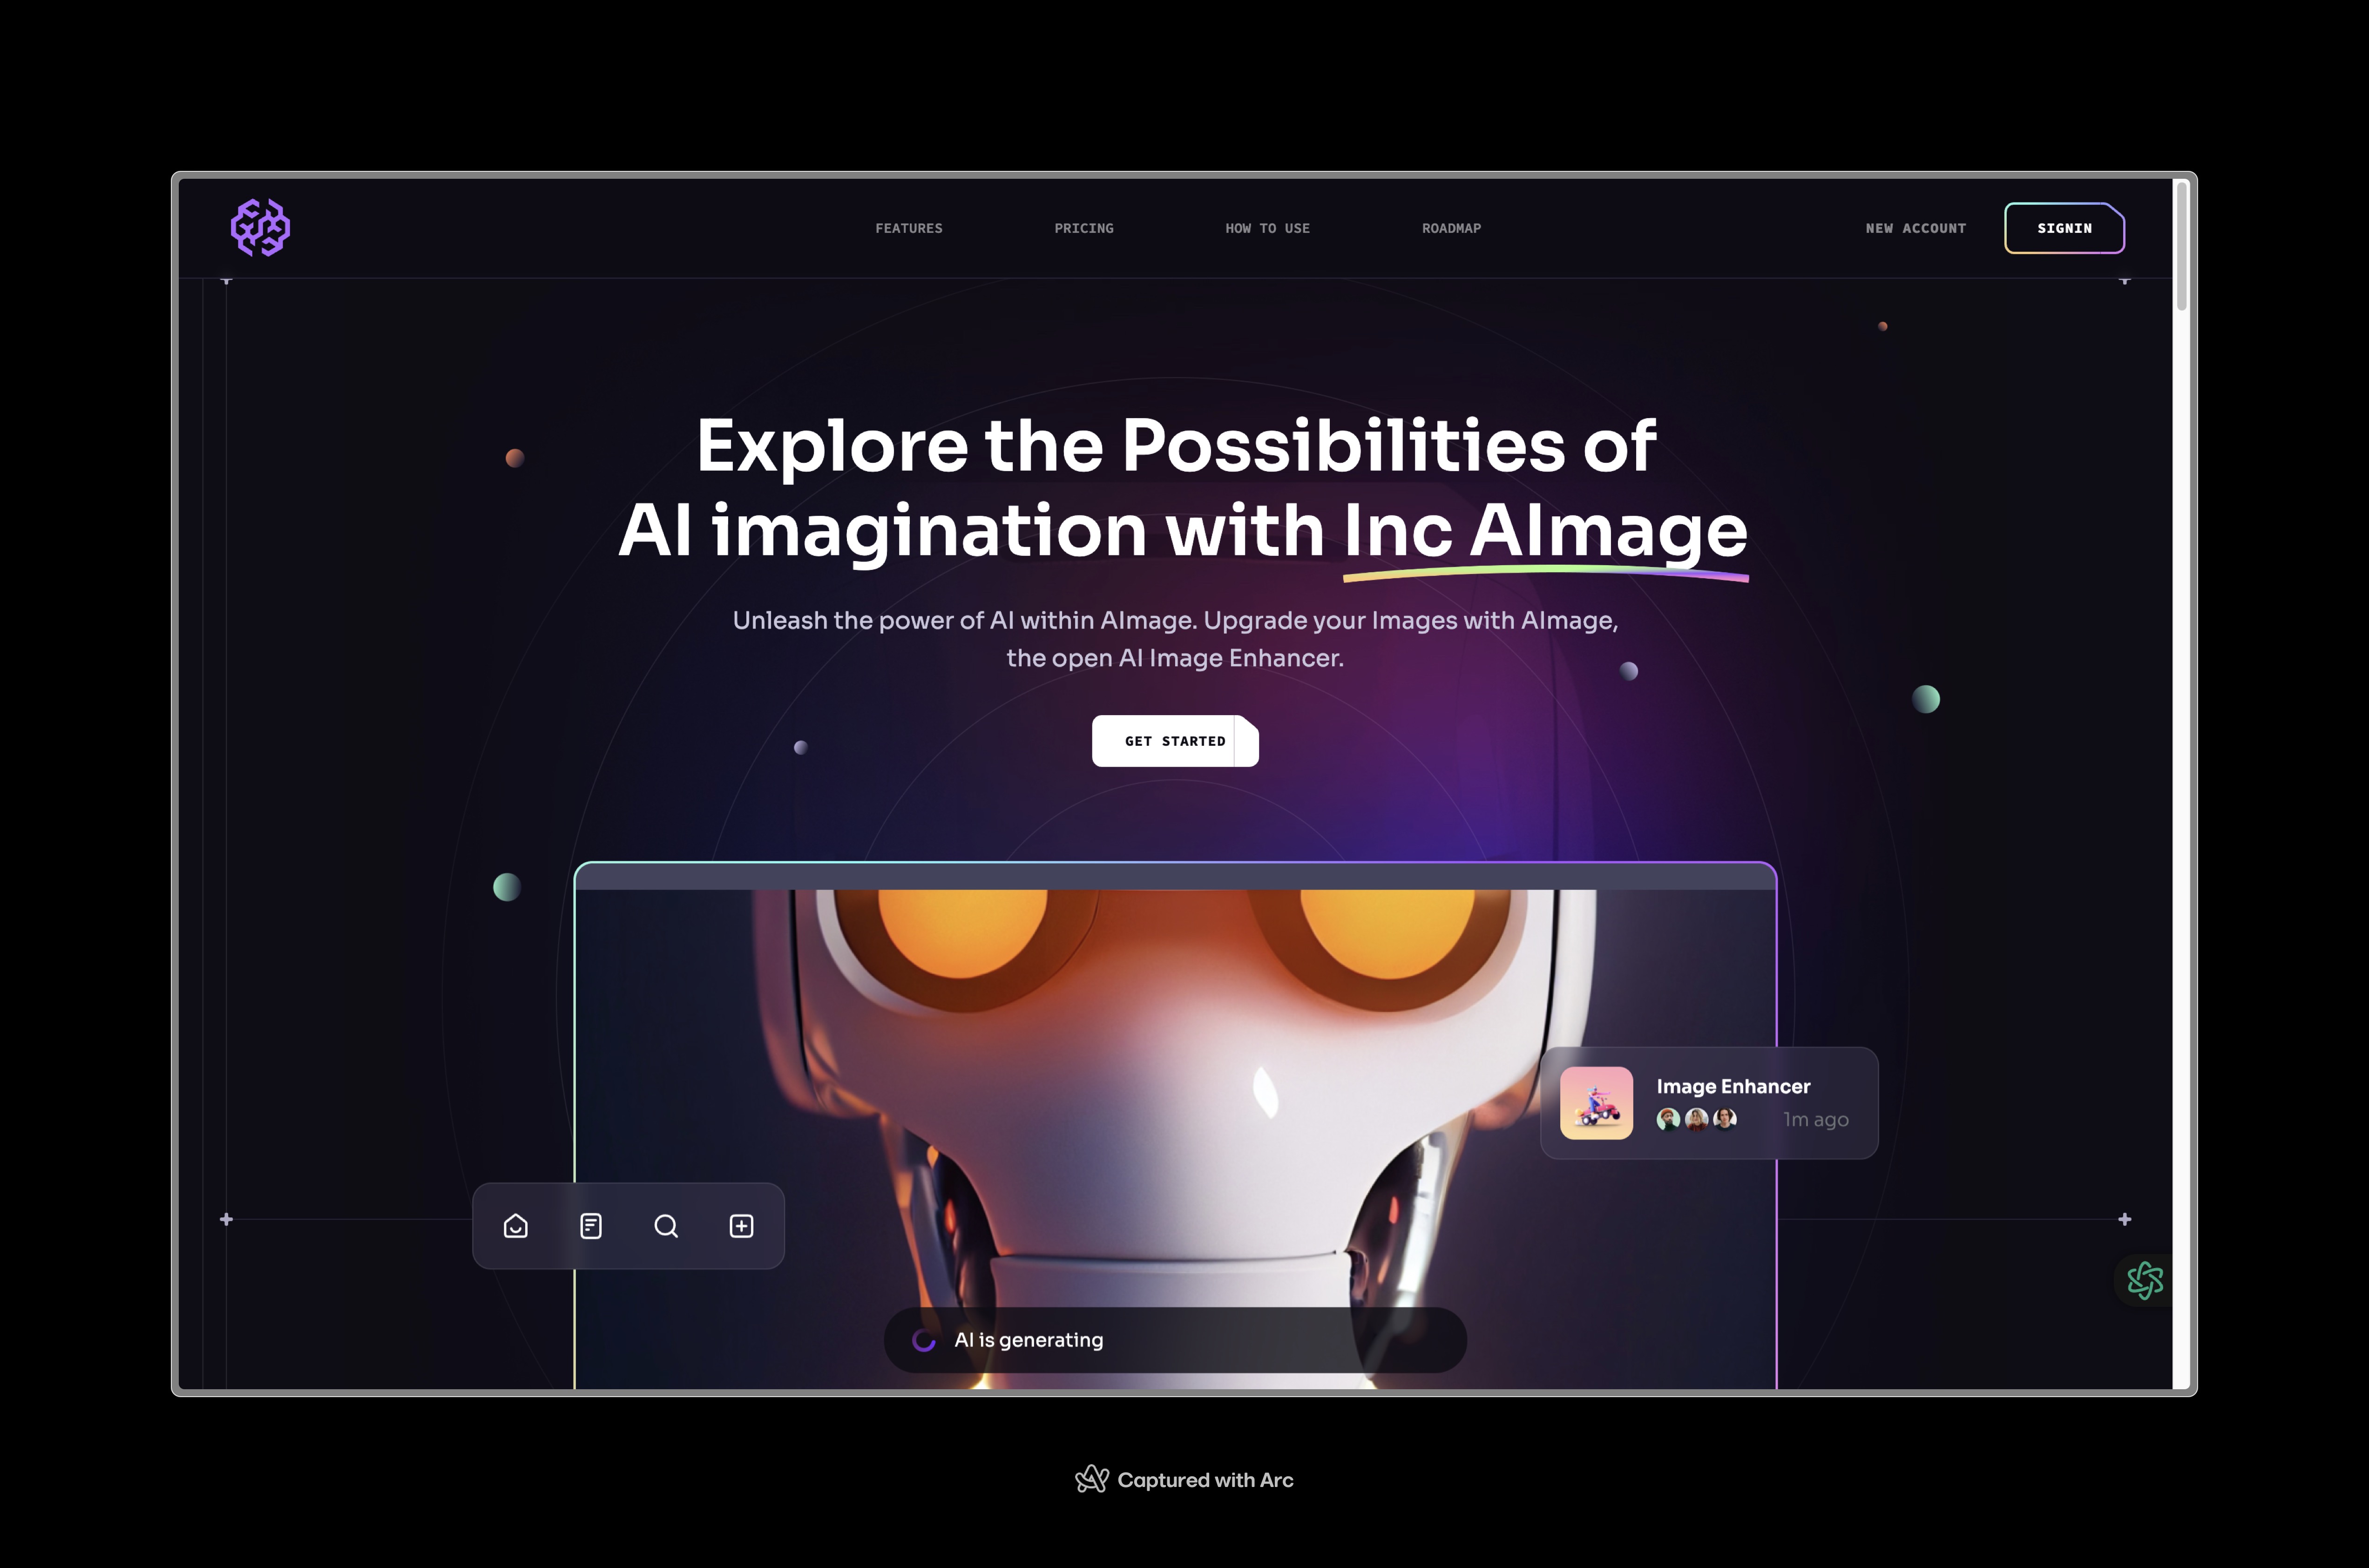 FEATURES
PRICING
HOW TO USE
ROADMAP
NEW ACCOUNT
SIGNIN
Explore the Possibilities of
AI imagination with Inc AImage
Unleash the power of AI within AImage. Upgrade your Images with AImage,
the open AI Image Enhancer.
GET STARTED
Image Enhancer
1m ago
AI is generating
Captured with Arc